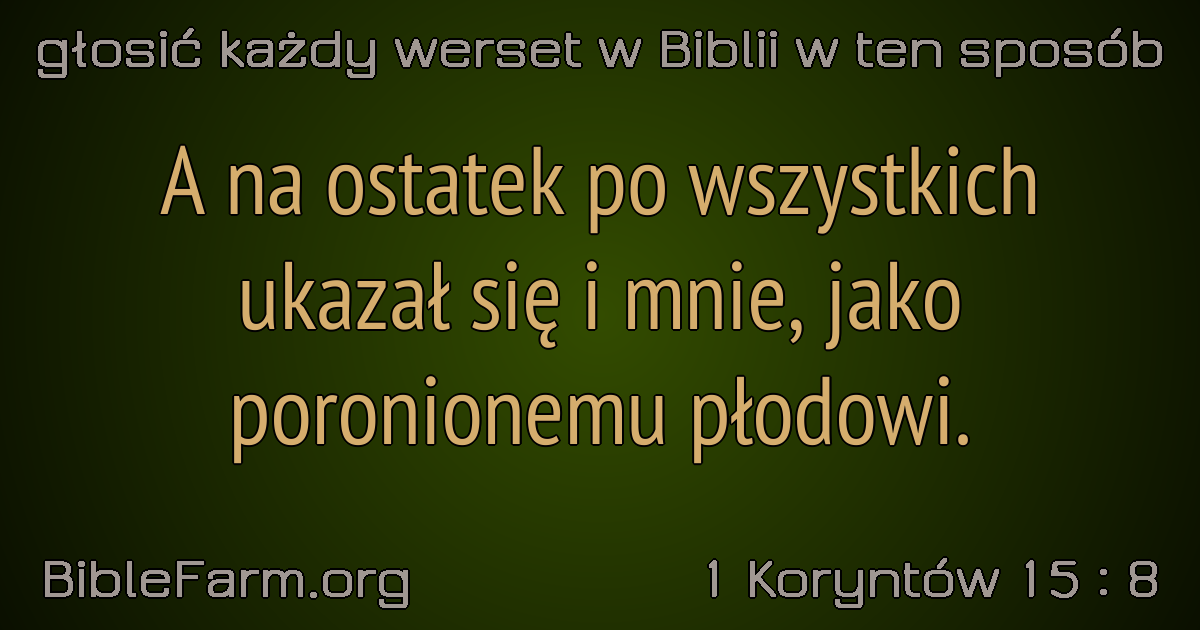 głosić każdy werset w Biblii w ten sposób
A na ostatek po wszystkich
ukazał się i mnie, jako
poronionemu płodowi.
BibleFarm.org
1 Koryntów 15 : 8